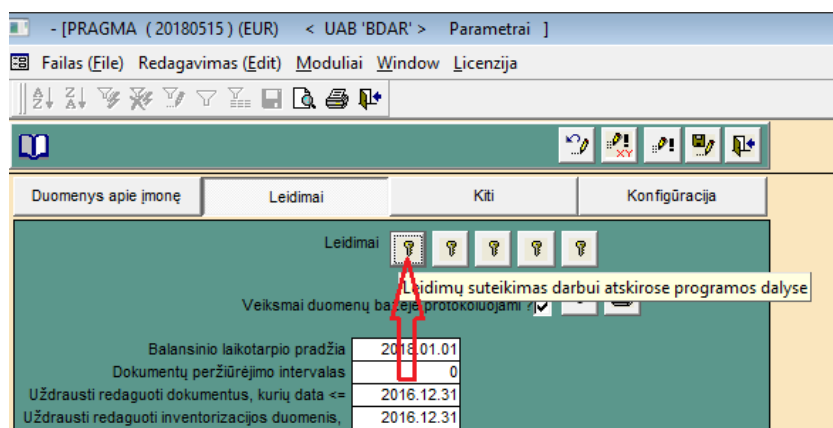 - [PRAGMA ( 20180515 ) (EUR) < UAB 'BDAR' > Parametrai ]
Failas (File) Redagavimas (Edit) Moduliai Window Licenzija
Duomenys apie įmonę Leidimai Kiti Konfigūracija
Leidimai
Leidimų suteikimas darbui atskirose programos dalyse
Veiksmai duomenų bazėje protokoluojami ?
Balansinio laikotarpio pradžia 2018.01.01
Dokumentų peržiūrėjimo intervalas 0
Uždrausti redaguoti dokumentus, kurių data <= 2016.12.31
Uždrausti redaguoti inventorizacijos duomenis, 2016.12.31